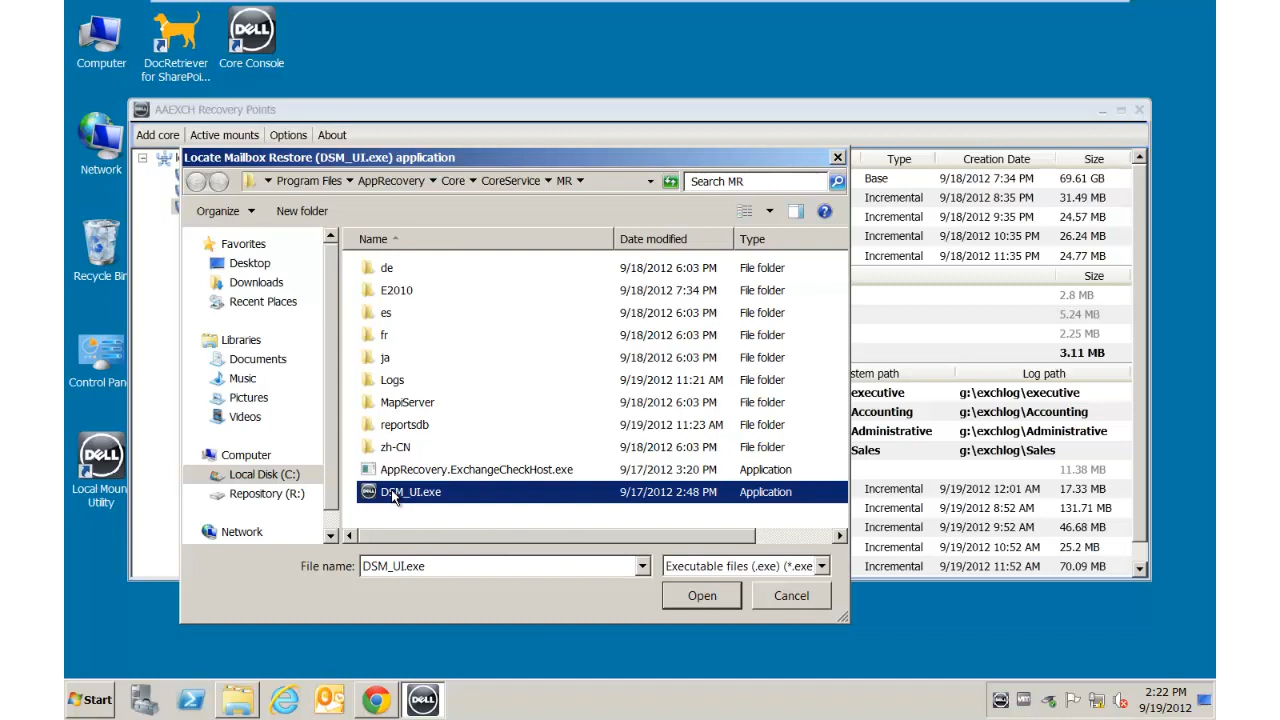 Computer
DocRetriever
for SharePoi...
DELL
Core Console
Network
Recycle Bin
Control Pan
DELL
Local Moun
Utility
AAEXCH Recovery Points
Add core
Active mounts
Options
About
Locate Mailbox Restore (DSM_UI.exe) application
Program Files
AppRecovery
Core
CoreService
MR
Search MR
Organize
New folder
Favorites
Desktop
Downloads
Recent Places
Libraries
Documents
Music
Pictures
Videos
Computer
Local Disk (C:)
Repository (R:)
Network
Name Date modified Type
de 9/18/2012 6:03 PM File folder
E2010 9/18/2012 7:34 PM File folder
es 9/18/2012 6:03 PM File folder
fr 9/18/2012 6:03 PM File folder
ja 9/18/2012 6:03 PM File folder
Logs 9/19/2012 11:21 AM File folder
MapiServer 9/18/2012 6:03 PM File folder
reportsdb 9/19/2012 11:23 AM File folder
zh-CN 9/18/2012 6:03 PM File folder
AppRecovery.ExchangeCheckHost.exe 9/17/2012 3:20 PM Application
DSM_UI.exe 9/17/2012 2:48 PM Application
File name: DSM_UI.exe
Executable files (.exe) (*.exe
Open
Cancel
Type Creation Date Size
Base 9/18/2012 7:34 PM 69.61 GB
Incremental 9/18/2012 8:35 PM 31.49 MB
Incremental 9/18/2012 9:35 PM 24.57 MB
Incremental 9/18/2012 10:35 PM 26.24 MB
Incremental 9/18/2012 11:35 PM 24.77 MB
Size
2.8 MB
5.24 MB
2.25 MB
3.11 MB
stem path Log path
executive g:\exchlog\executive
Accounting g:\exchlog\Accounting
Administrative g:\exchlog\Administrative
Sales g:\exchlog\Sales
11.38 MB
Incremental 9/19/2012 12:01 AM 17.33 MB
Incremental 9/19/2012 8:52 AM 131.71 MB
Incremental 9/19/2012 9:52 AM 46.68 MB
Incremental 9/19/2012 10:52 AM 25.2 MB
Incremental 9/19/2012 11:52 AM 70.09 MB
Start
DELL
2:22 PM
9/19/2012